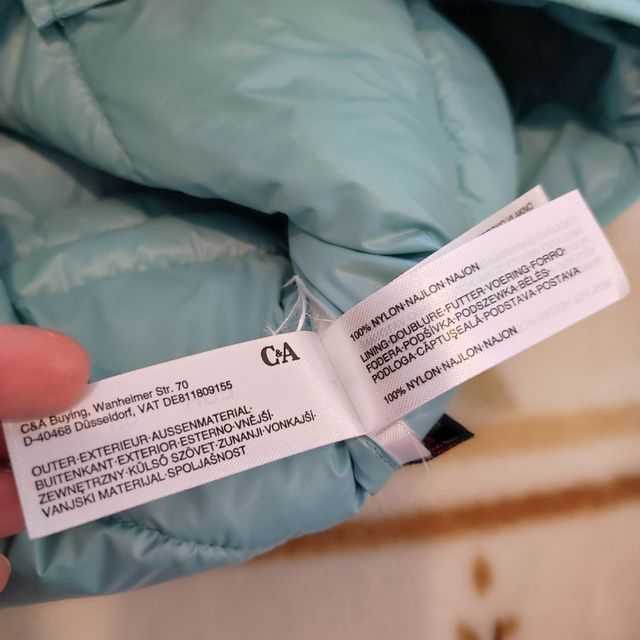 C&A
C&A Buying, Wanheimer Str. 70
D-40468 Düsseldorf, VAT DE811809155
OUTER·EXTERIEUR·AUSSENMATERIAL·
BUITENKANT·EXTERIOR·ESTERNO·VNĚJŠÍ·
ZEWNĘTRZNY·KÜLSŐ SZÖVET·ZUNANJI·VONKAJŠÍ·
VANJSKI MATERIJAL·SPOLJAŠNOST
100% NYLON·NAJLON·NAJON
LINING·DOUBLURE·FUTTER·VOERING·FORRO·
FODERA·PODŠÍVKA·PODSZEWKA·BÉLÉS·
PODLOGA·CĂPTUŞEALĂ·PODSTAVA·POSTAVA
100% NYLON·NAJLON·NAJON